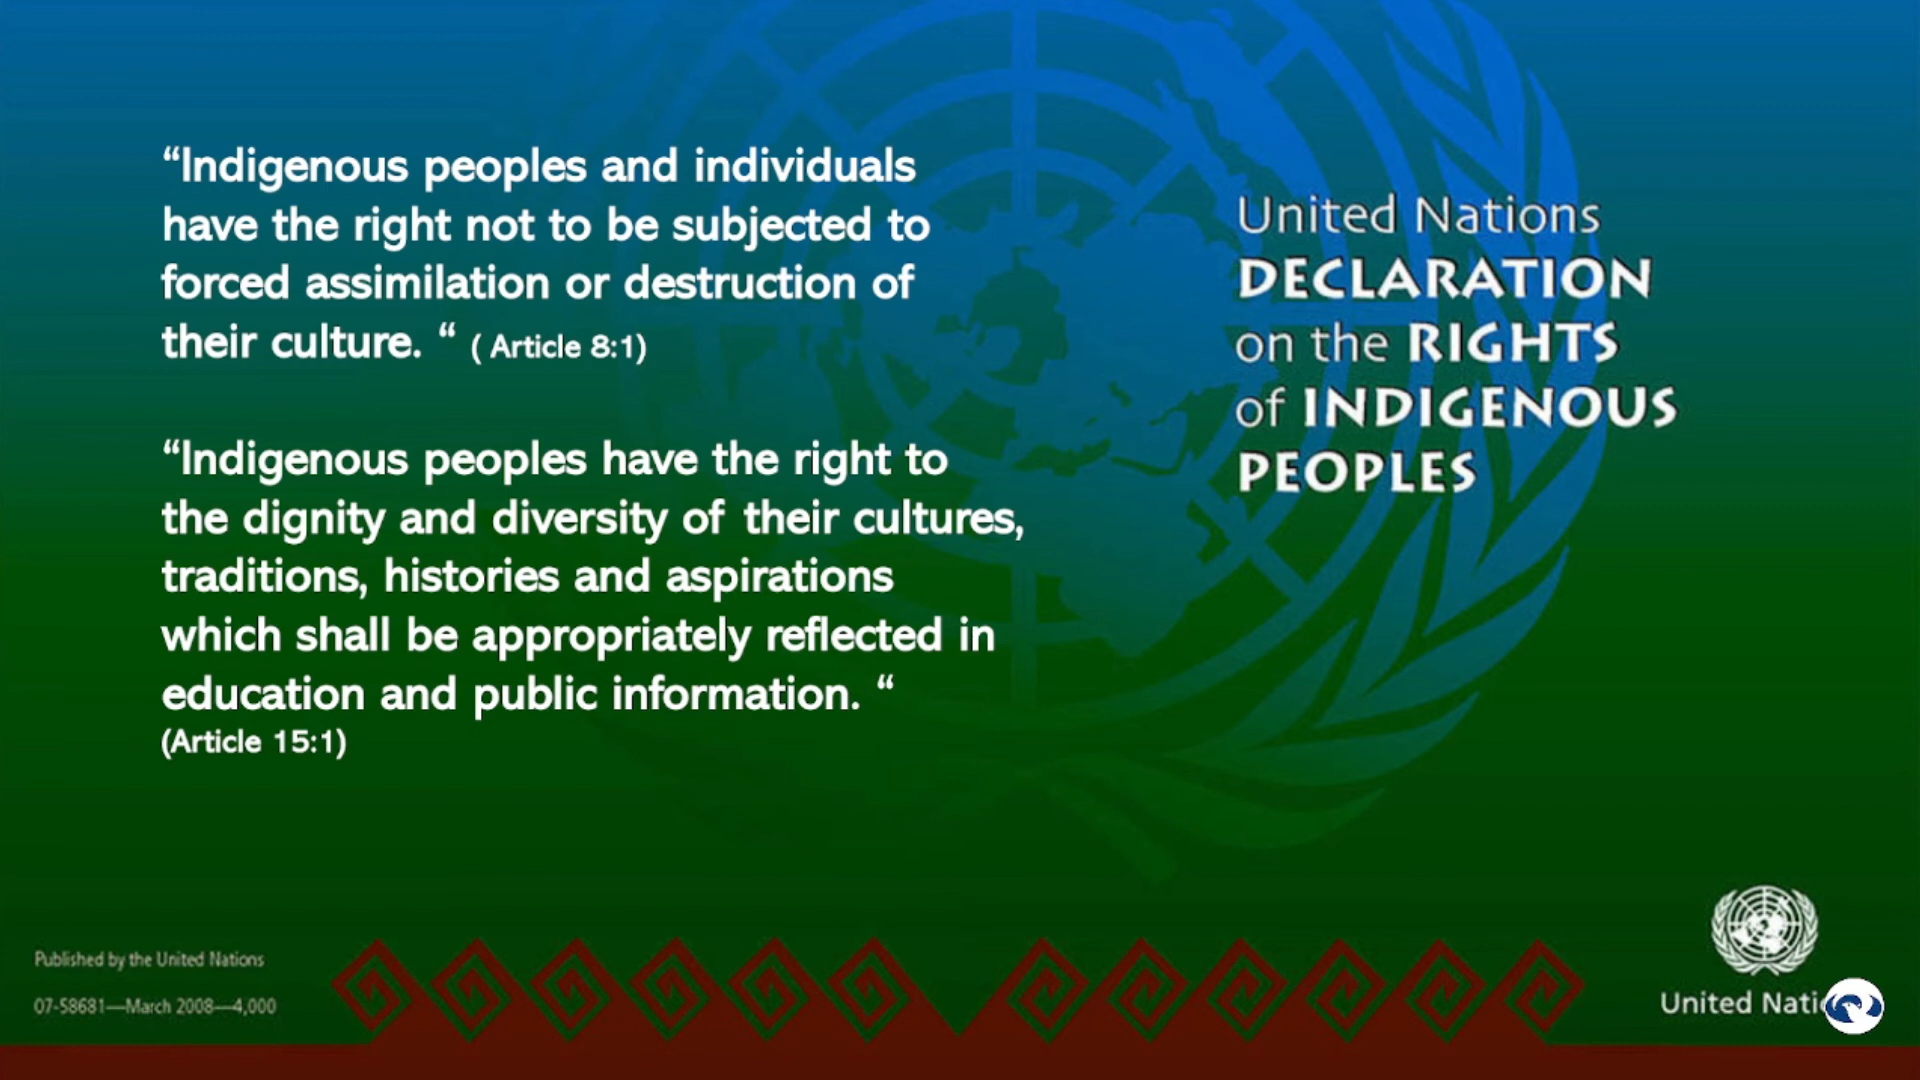 “Indigenous peoples and individuals
have the right not to be subjected to
forced assimilation or destruction of
their culture. “ ( Article 8:1)
“Indigenous peoples have the right to
the dignity and diversity of their cultures,
traditions, histories and aspirations
which shall be appropriately reflected in
education and public information. “
(Article 15:1)
United Nations
DECLARATION
on the RIGHTS
of INDIGENOUS
PEOPLES
Published by the United Nations
07-58681—March 2008—4,000
United